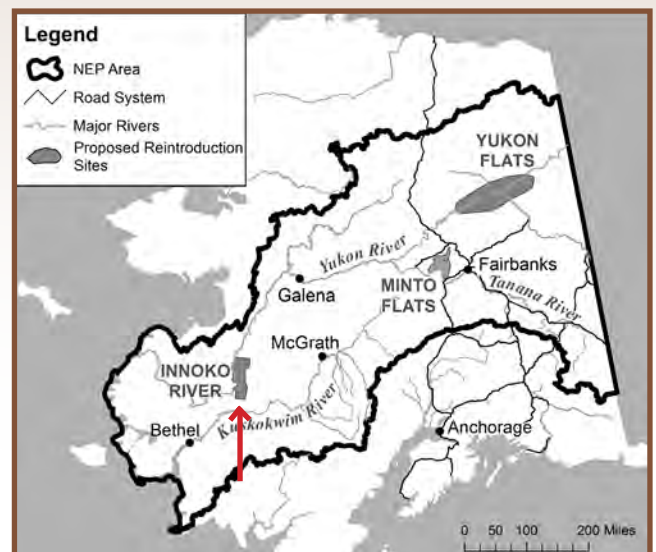 Legend
NEP Area
Road System
Major Rivers
Proposed Reintroduction
Sites
YUKON
FLATS
Yukon River
Fairbanks
MINTO
FLATS
Tanana River
Galena
McGrath
INNOKO
RIVER
Kuskokwim River
Bethel
Anchorage
0 50 100 200 Miles